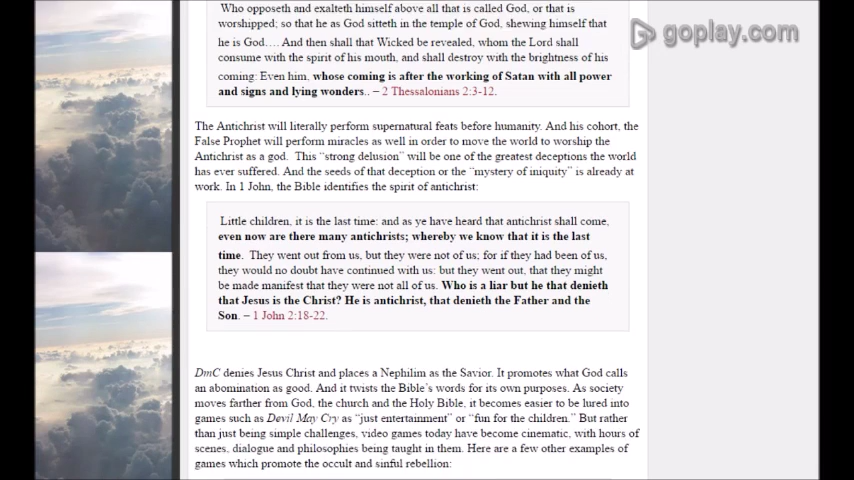 Who opposeth and exalteth himself above all that is called God, or that is
worshipped; so that he as God sitteth in the temple of God, shewing himself that
he is God…. And then shall that Wicked be revealed, whom the Lord shall
consume with the spirit of his mouth, and shall destroy with the brightness of his
coming: Even him, whose coming is after the working of Satan with all power
and signs and lying wonders.. – 2 Thessalonians 2:3-12.
goplay.com
The Antichrist will literally perform supernatural feats before humanity. And his cohort, the
False Prophet will perform miracles as well in order to move the world to worship the
Antichrist as a god. This “strong delusion” will be one of the greatest deceptions the world
has ever suffered. And the seeds of that deception or the “mystery of iniquity” is already at
work. In 1 John, the Bible identifies the spirit of antichrist:
Little children, it is the last time: and as ye have heard that antichrist shall come,
even now are there many antichrists; whereby we know that it is the last
time. They went out from us, but they were not of us; for if they had been of us,
they would no doubt have continued with us: but they went out, that they might
be made manifest that they were not all of us. Who is a liar but he that denieth
that Jesus is the Christ? He is antichrist, that denieth the Father and the
Son. – 1 John 2:18-22.
DmC denies Jesus Christ and places a Nephilim as the Savior. It promotes what God calls
an abomination as good. And it twists the Bible’s words for its own purposes. As society
moves farther from God, the church and the Holy Bible, it becomes easier to be lured into
games such as Devil May Cry as “just entertainment” or “fun for the children.” But rather
than just being simple challenges, video games today have become cinematic, with hours of
scenes, dialogue and philosophies being taught in them. Here are a few other examples of
games which promote the occult and sinful rebellion: